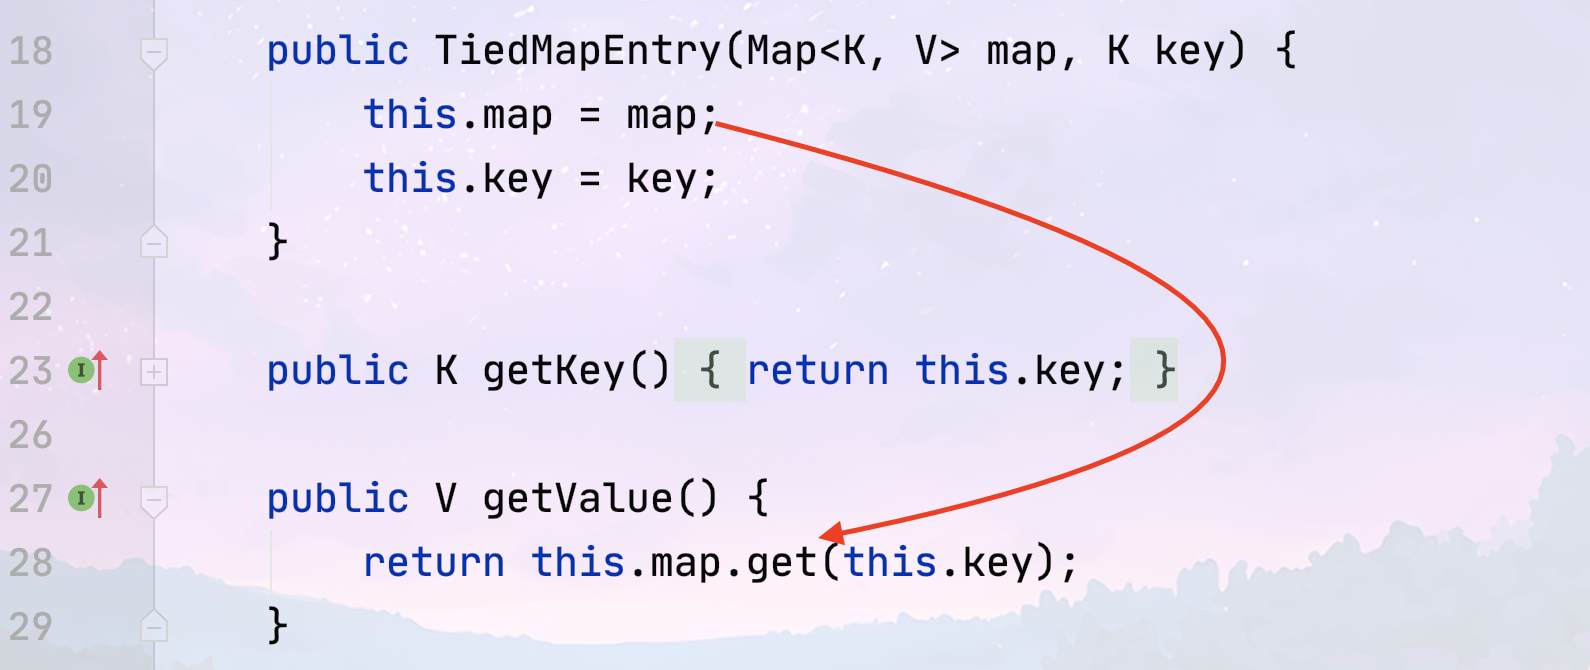 18 public TiedMapEntry(Map<K, V> map, K key) {
19 this.map = map;
20 this.key = key;
21 }
22
23 I public K getKey() { return this.key; }
26
27 I public V getValue() {
28 return this.map.get(this.key);
29 }